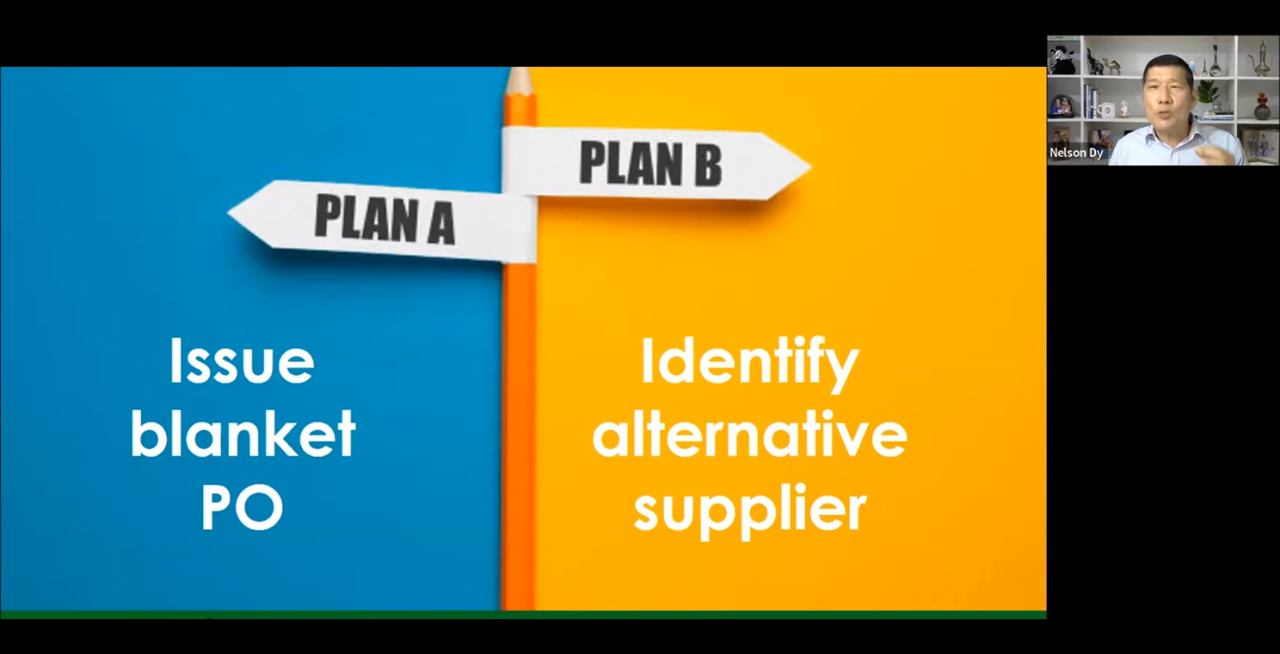 PLAN B
PLAN A
Issue
blanket
PO
Identify
alternative
supplier
Nelson Dy